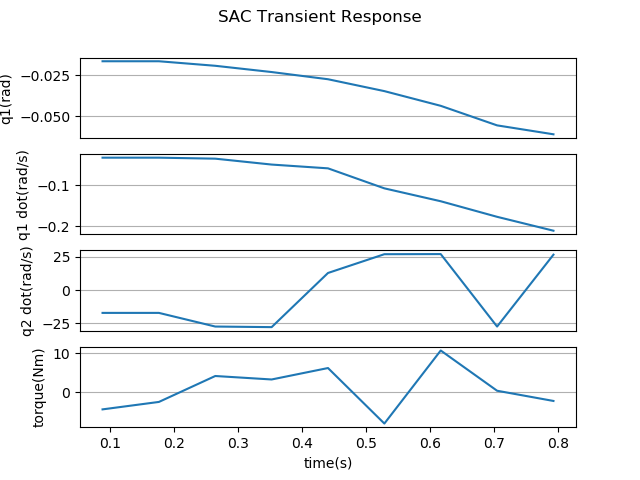 SAC Transient Response
q1(rad)
−0.025
−0.050
q1 dot(rad/s)
−0.1
−0.2
q2 dot(rad/s)
25
0
−25
torque(Nm)
10
0
0.1 0.2 0.3 0.4 0.5 0.6 0.7 0.8
time(s)